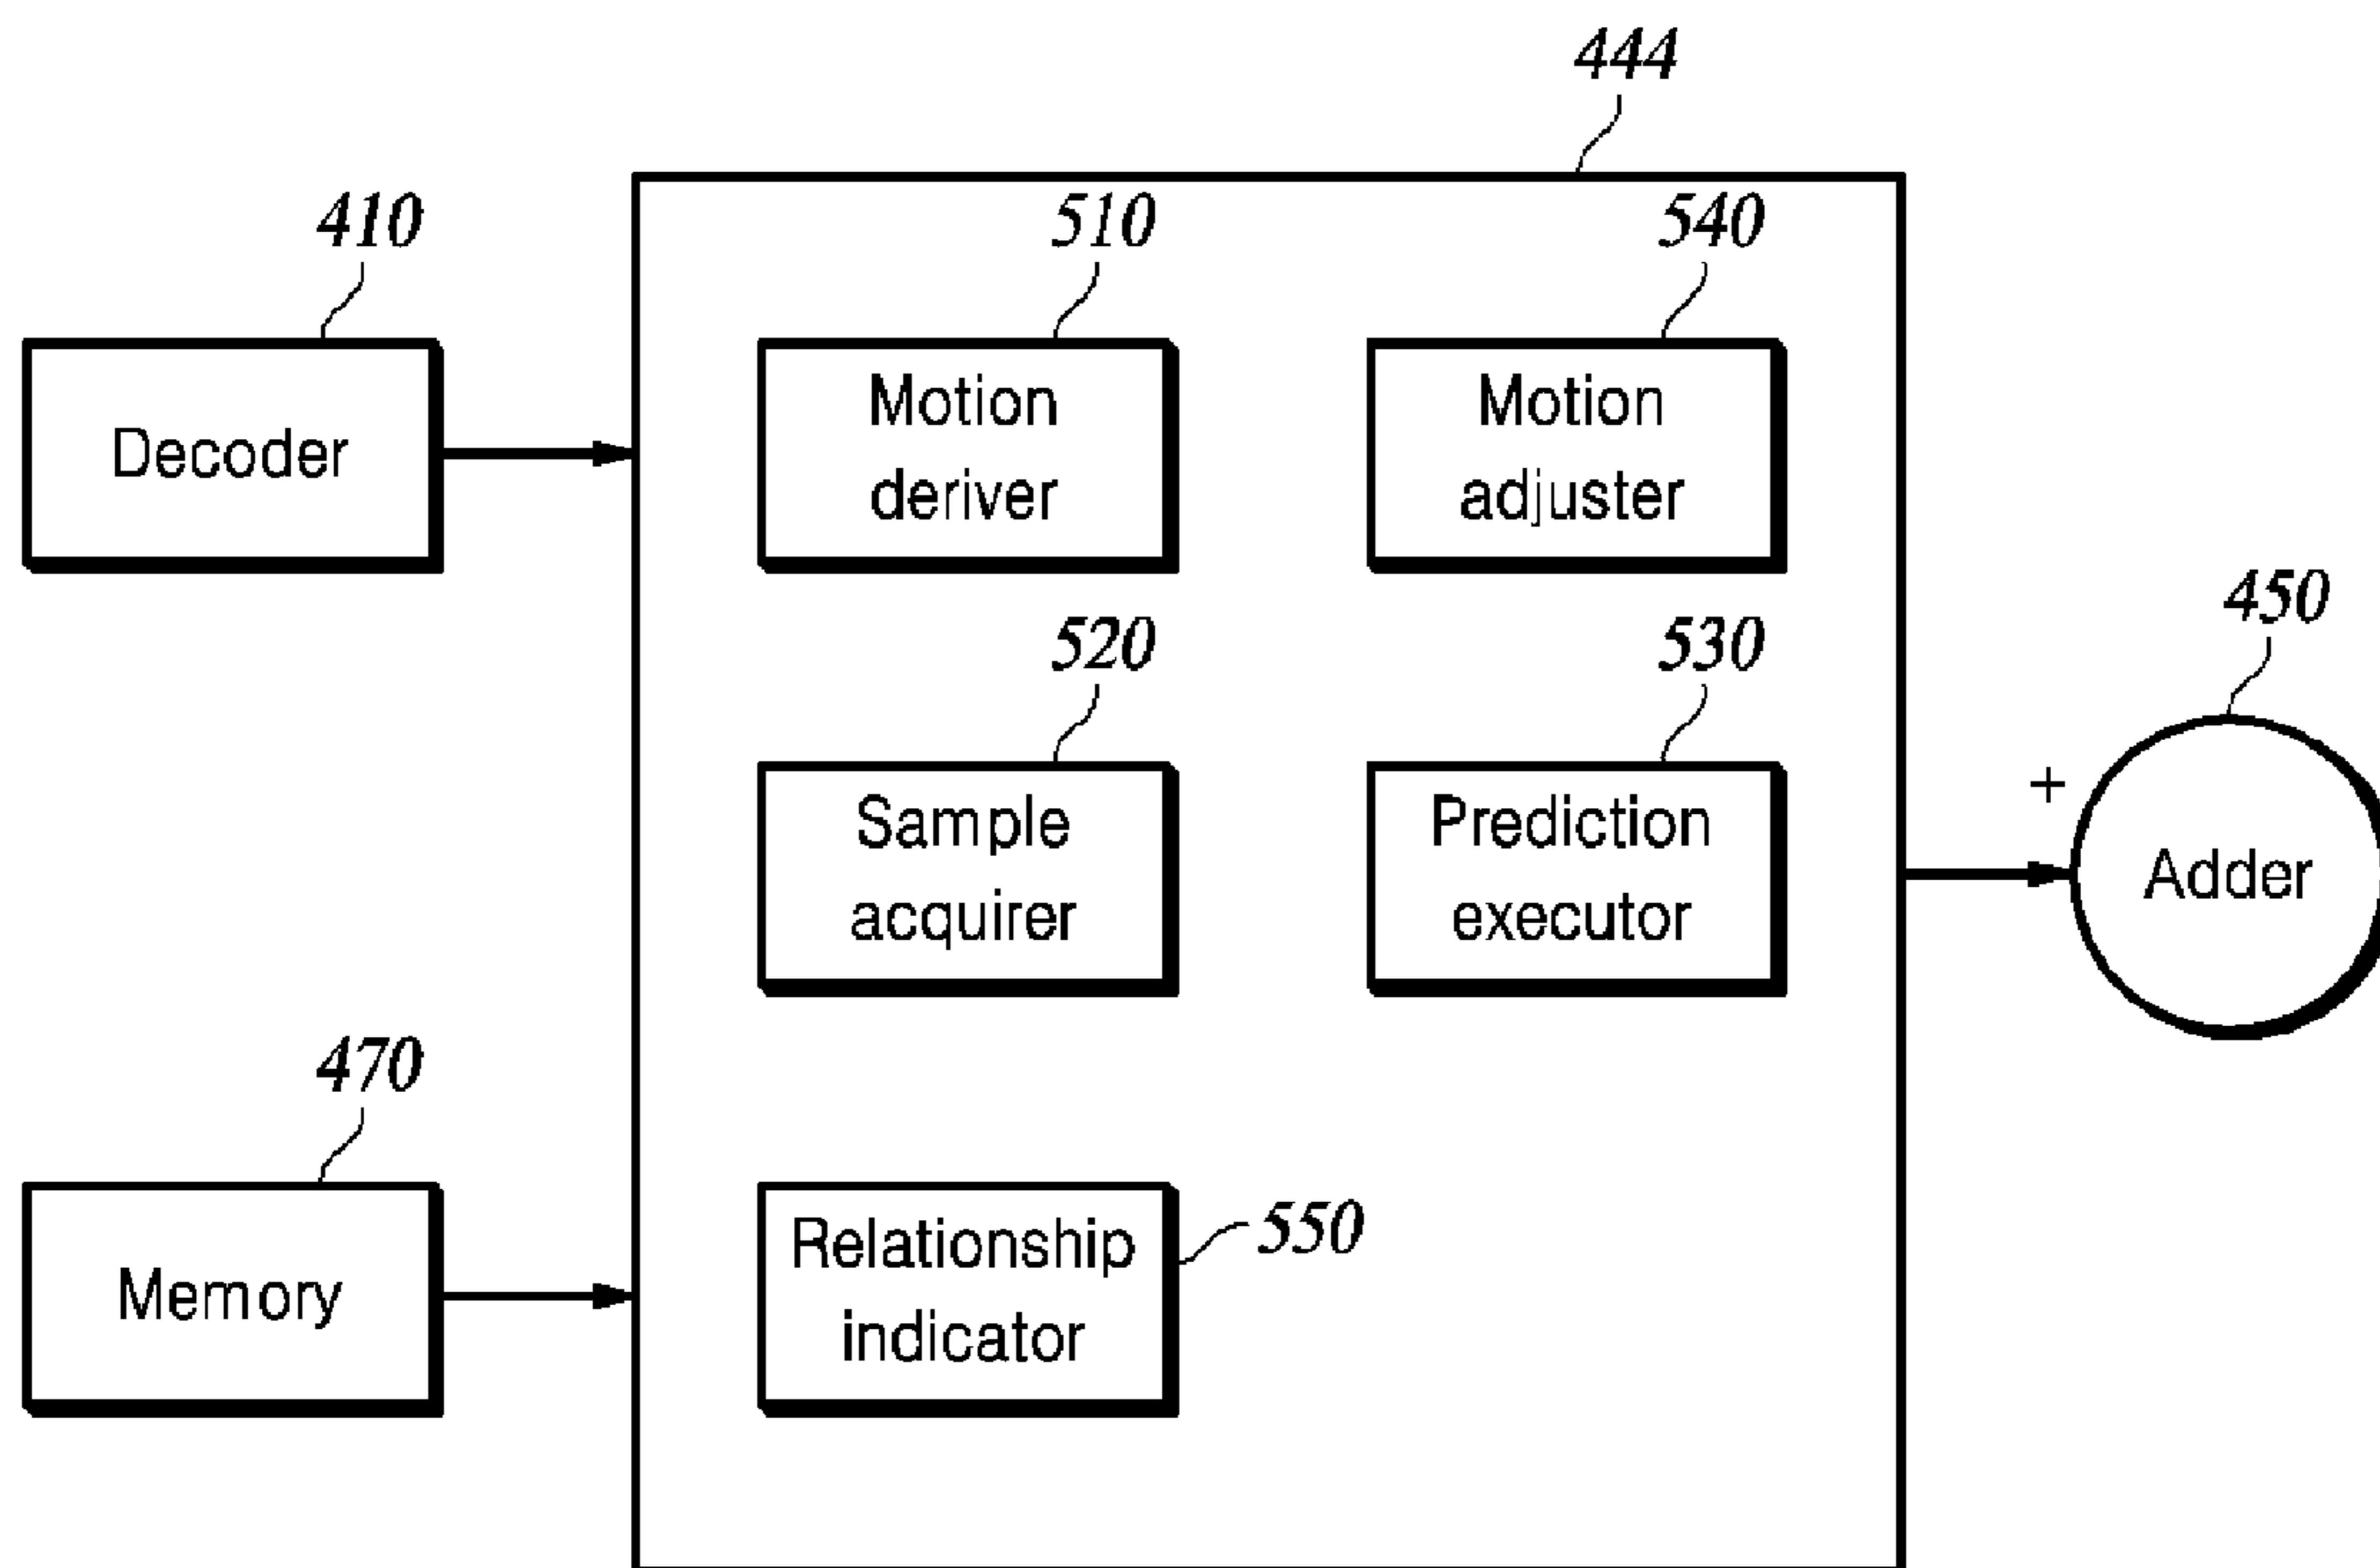 444
410
510
540
Decoder
Motion
deriver
Motion
adjuster
520
530
450
Sample
acquirer
Prediction
executor
+
Adder
470
550
Memory
Relationship
indicator